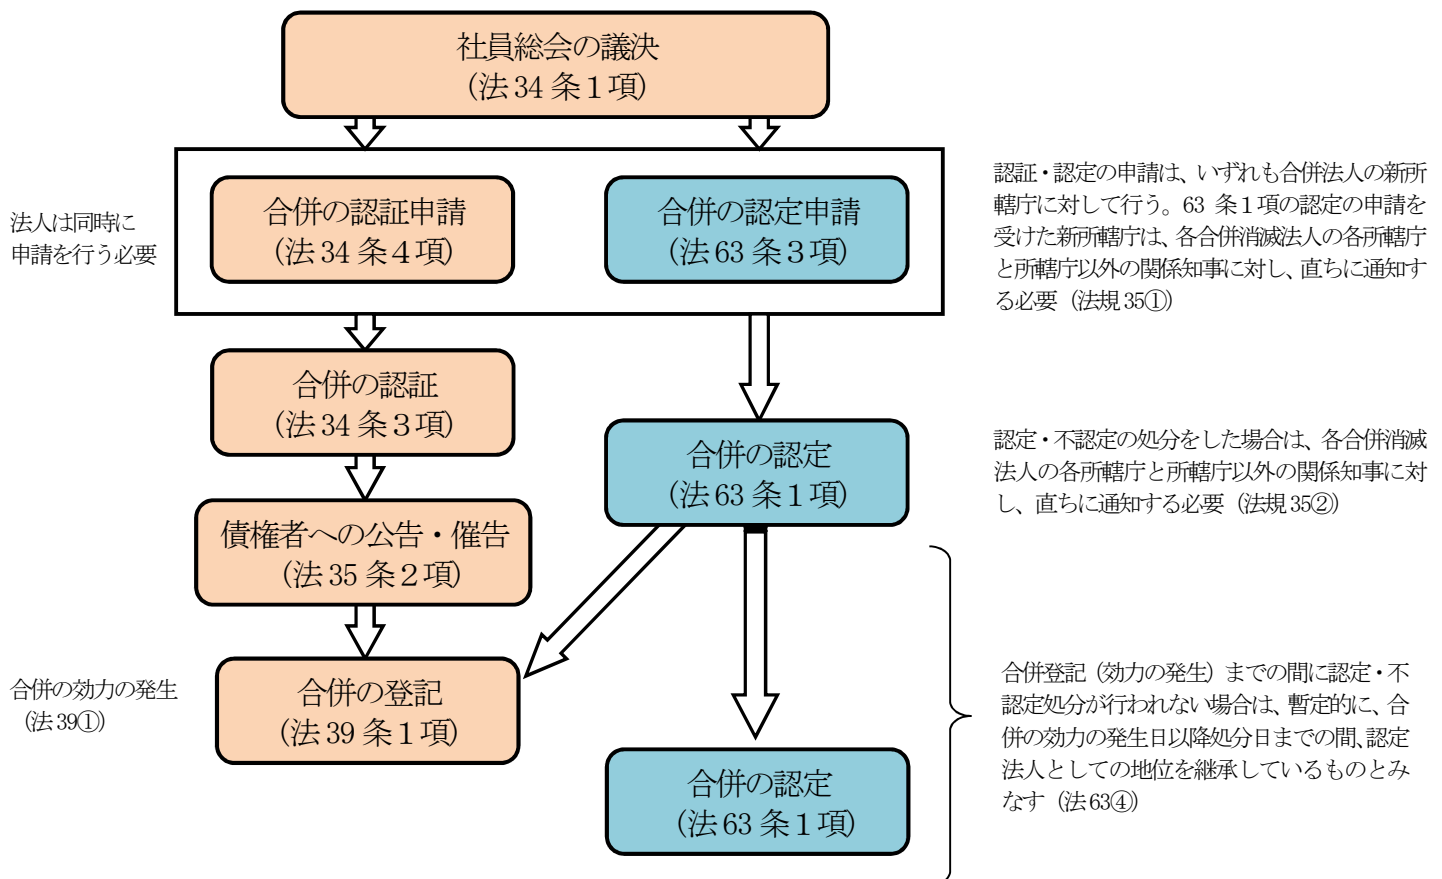 社員総会の議決
（法 34 条１項）
法人は同時に
申請を行う必要
合併の認証申請
（法 34 条４項）
合併の認定申請
（法 63 条３項）
認証・認定の申請は、いずれも合併法人の新所
轄庁に対して行う。63 条１項の認定の申請を
受けた新所轄庁は、各合併消滅法人の各所轄庁
と所轄庁以外の関係知事に対し、直ちに通知す
る必要（法規 35①）
合併の認証
（法 34 条３項）
合併の認定
（法 63 条１項）
認定・不認定の処分をした場合は、各合併消滅
法人の各所轄庁と所轄庁以外の関係知事に対
し、直ちに通知する必要（法規 35②）
債権者への公告・催告
（法 35 条２項）
合併の効力の発生
（法 39①）
合併の登記
（法 39 条１項）
合併登記（効力の発生）までの間に認定・不
認定処分が行われない場合は、暫定的に、合
併の効力の発生日以降処分日までの間、認定
法人としての地位を継承しているものとみ
なす（法 63④）
合併の認定
（法 63 条１項）